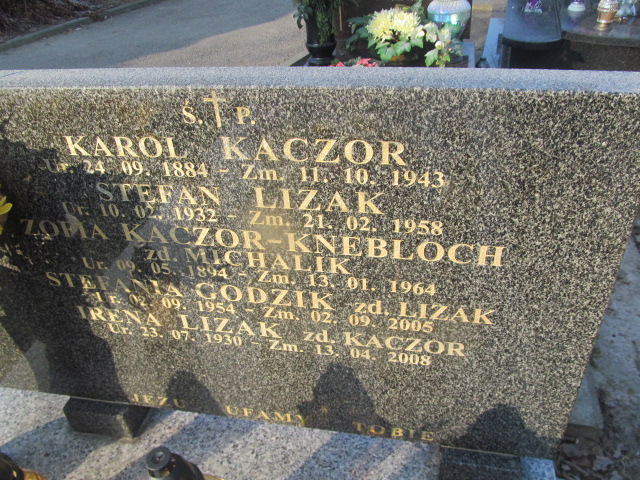 Ś. P.
KAROL KACZOR
Ur. 24. 09. 1884 - Zm. 11. 10. 1943
STEFAN LIZAK
Ur. 10. 02. 1932 - Zm. 21. 02. 1958
ZOFIA KACZOR-KNEBLOCH
zd. MICHALIK
Ur. 09. 05. 1894 - Zm. 13. 01. 1964
STEFANIA GODZIK zd. LIZAK
Ur. 02. 09. 1954 - Zm. 02. 09. 2005
IRENA LIZAK zd. KACZOR
Ur. 23. 07. 1930 - Zm. 13. 04. 2008
JEZU UFAMY TOBIE